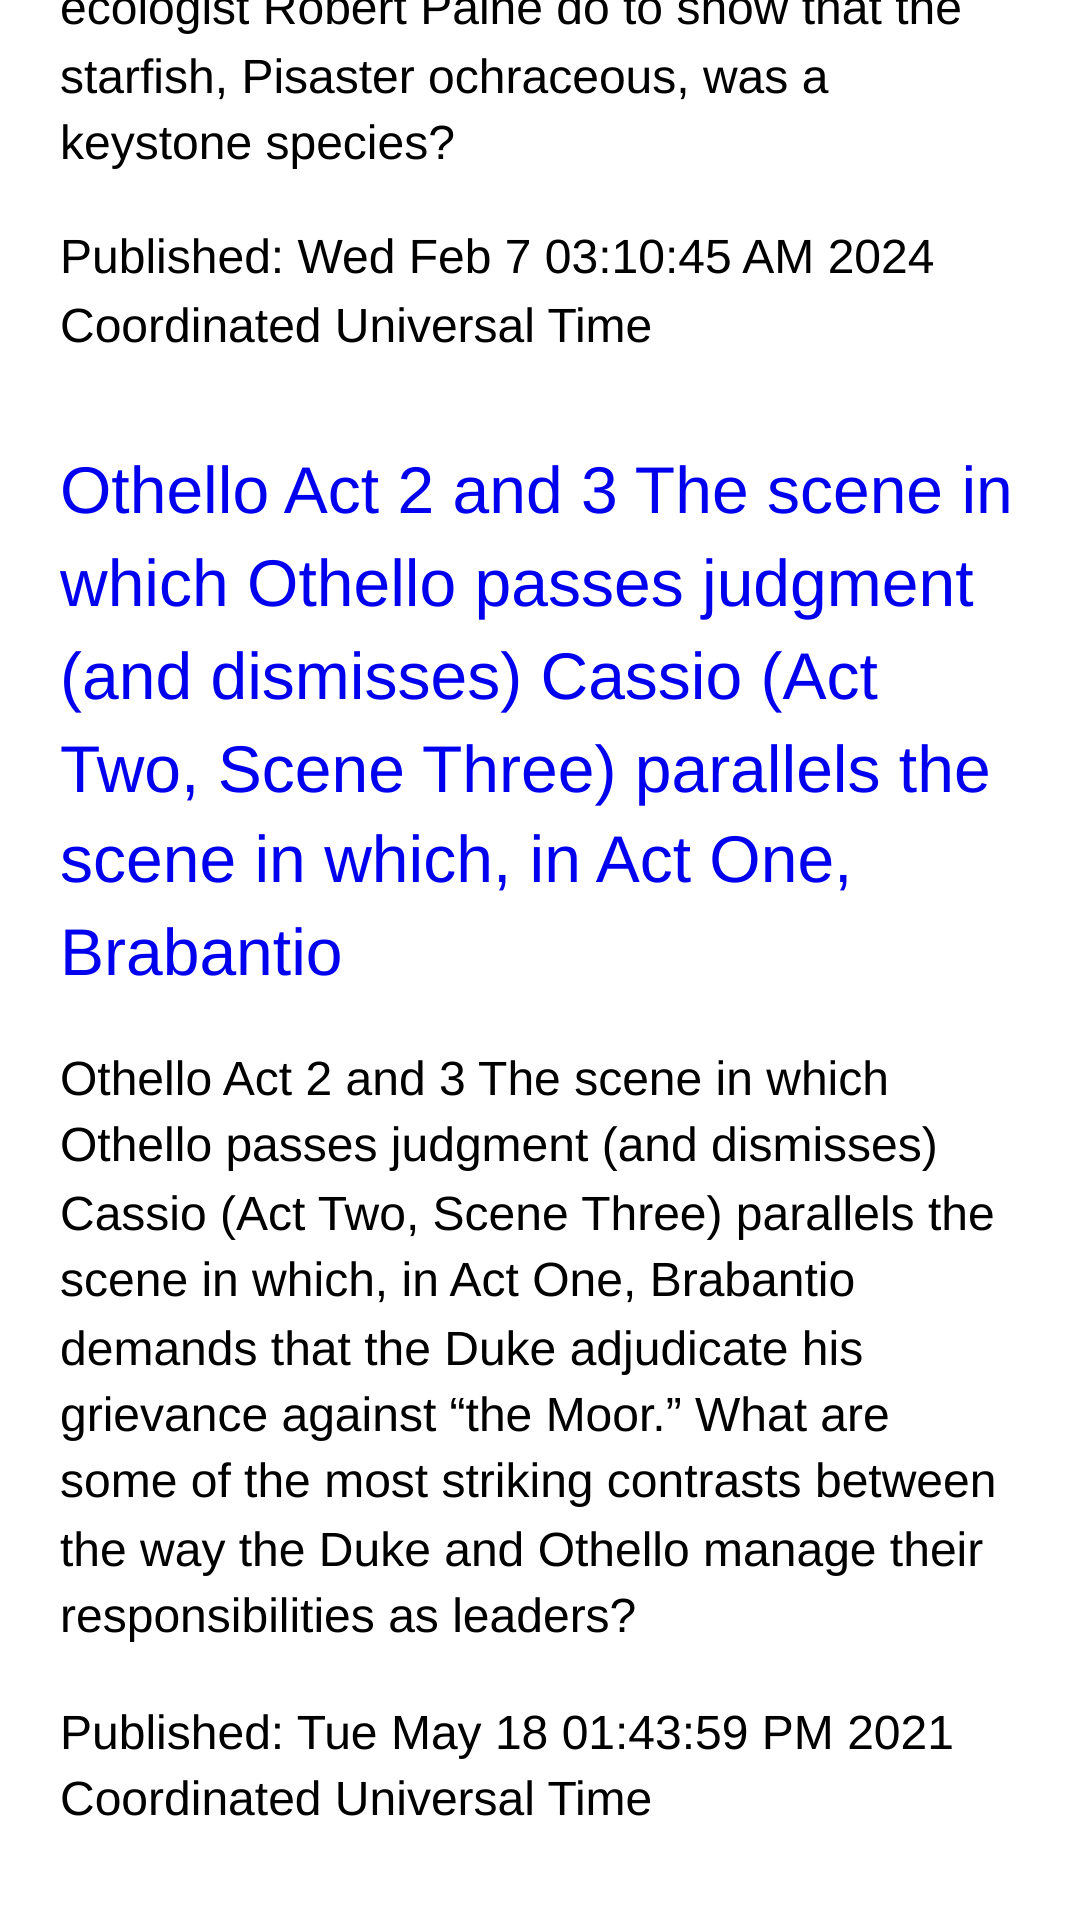 ecologist Robert Paine do to show that the
starfish, Pisaster ochraceous, was a
keystone species?
Published: Wed Feb 7 03:10:45 AM 2024
Coordinated Universal Time
Othello Act 2 and 3 The scene in
which Othello passes judgment
(and dismisses) Cassio (Act
Two, Scene Three) parallels the
scene in which, in Act One,
Brabantio
Othello Act 2 and 3 The scene in which
Othello passes judgment (and dismisses)
Cassio (Act Two, Scene Three) parallels the
scene in which, in Act One, Brabantio
demands that the Duke adjudicate his
grievance against “the Moor.” What are
some of the most striking contrasts between
the way the Duke and Othello manage their
responsibilities as leaders?
Published: Tue May 18 01:43:59 PM 2021
Coordinated Universal Time